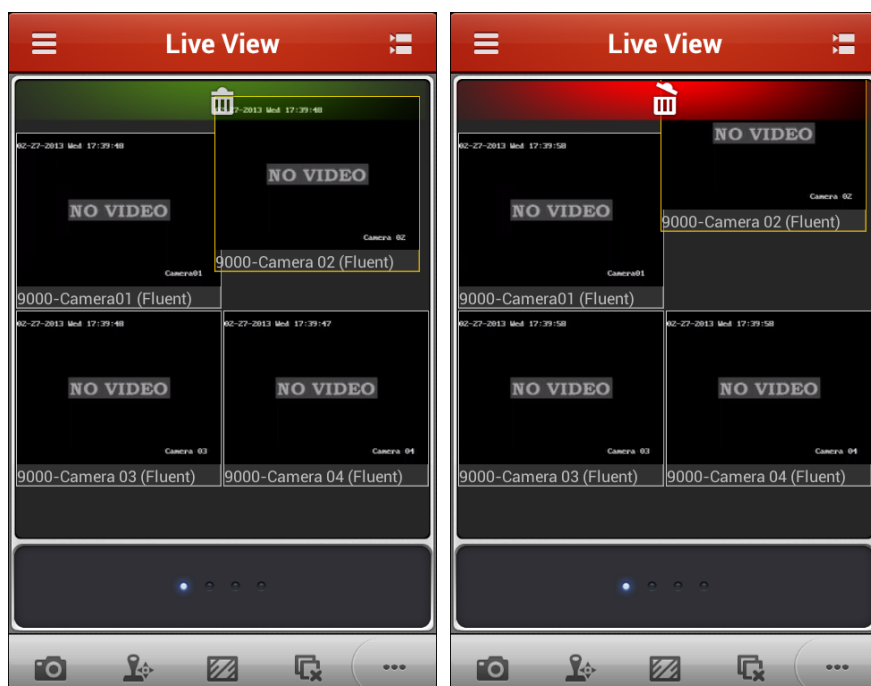 Live View
02-27-2013 Wed 17:39:48
NO VIDEO
Camera 02
9000-Camera 02 (Fluent)
02-27-2013 Wed 17:39:48
NO VIDEO
Camera01
9000-Camera01 (Fluent)
02-27-2013 Wed 17:39:48
NO VIDEO
Camera 03
9000-Camera 03 (Fluent)
02-27-2013 Wed 17:39:47
NO VIDEO
Camera 04
9000-Camera 04 (Fluent)
Live View
NO VIDEO
Camera 02
9000-Camera 02 (Fluent)
02-27-2013 Wed 17:39:58
NO VIDEO
Camera01
9000-Camera01 (Fluent)
02-27-2013 Wed 17:39:58
NO VIDEO
Camera 03
9000-Camera 03 (Fluent)
02-27-2013 Wed 17:39:58
NO VIDEO
Camera 04
9000-Camera 04 (Fluent)